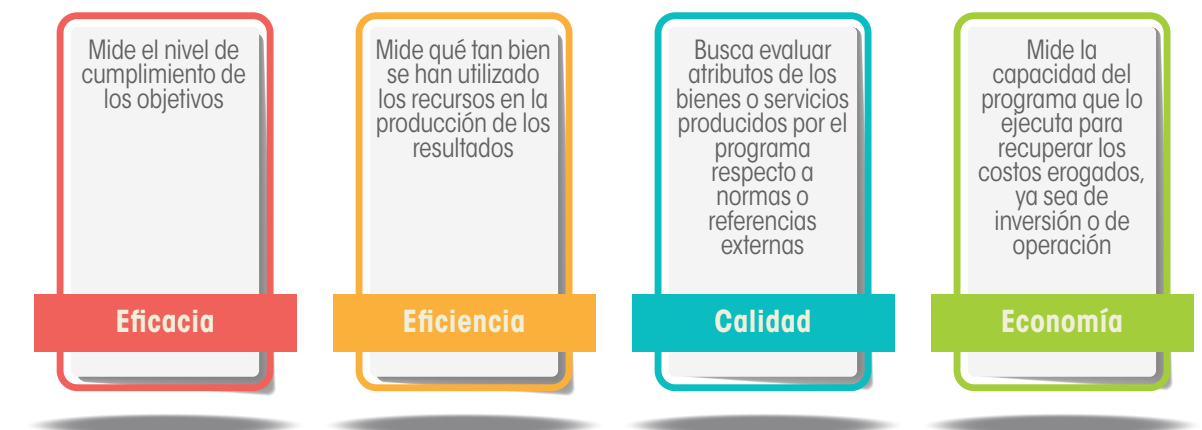 Mide el nivel de
cumplimiento de
los objetivos
Eficacia
Mide qué tan bien
se han utilizado
los recursos en la
producción de los
resultados
Eficiencia
Busca evaluar
atributos de los
bienes o servicios
producidos por el
programa
respecto a
normas o
referencias
externas
Calidad
Mide la
capacidad del
programa que lo
ejecuta para
recuperar los
costos erogados,
ya sea de
inversión o de
operación
Economía